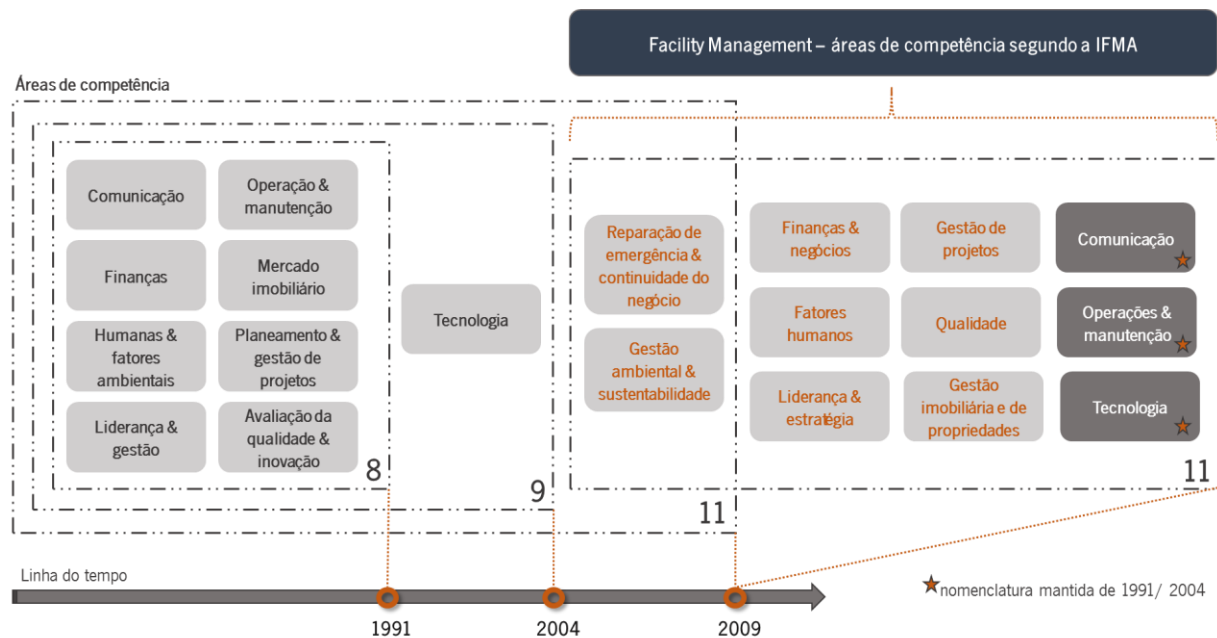 Facility Management – áreas de competência segundo a IFMA
Áreas de competência
Comunicação
Operação &
manutenção
Finanças
Mercado
imobiliário
Humanas &
fatores
ambientais
Planeamento &
gestão de
projetos
Liderança &
gestão
Avaliação da
qualidade &
inovação
8
Tecnologia
9
Reparação de
emergência &
continuidade do
negócio
Gestão
ambiental &
sustentabilidade
11
Finanças &
negócios
Gestão de
projetos
Comunicação
Fatores
humanos
Qualidade
Operações &
manutenção
Liderança &
estratégia
Gestão
imobiliária e de
propriedades
Tecnologia
11
Linha do tempo
nomenclatura mantida de 1991/ 2004
1991
2004
2009